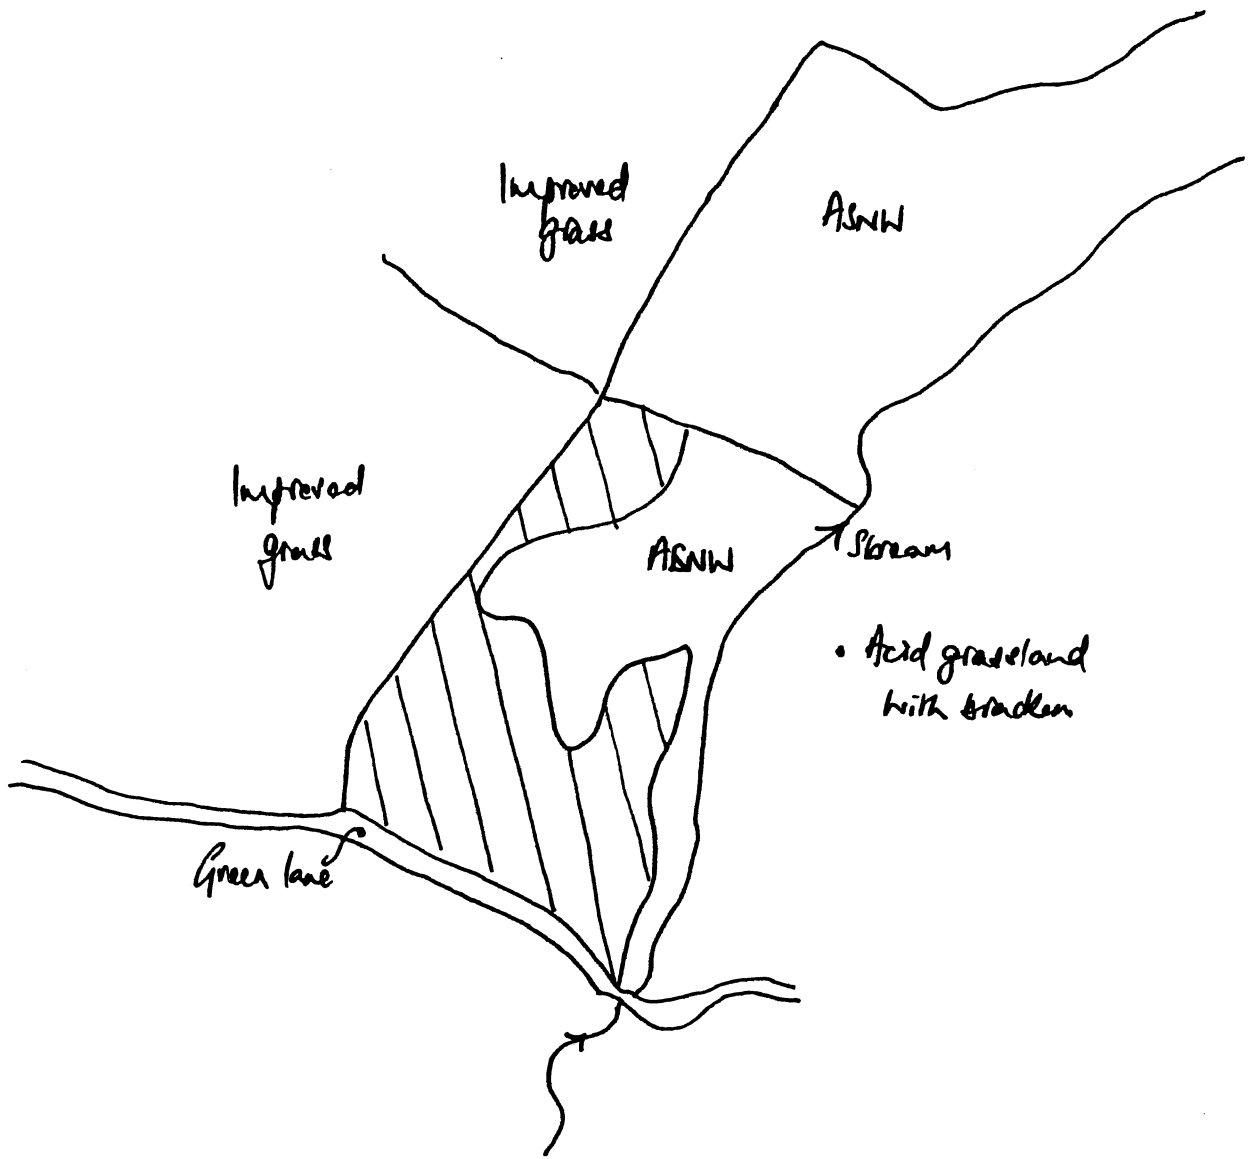 Improved
grass
ASNW
Improved
grass
ASNW
Stream
• Acid grassland
with bracken
Green lane